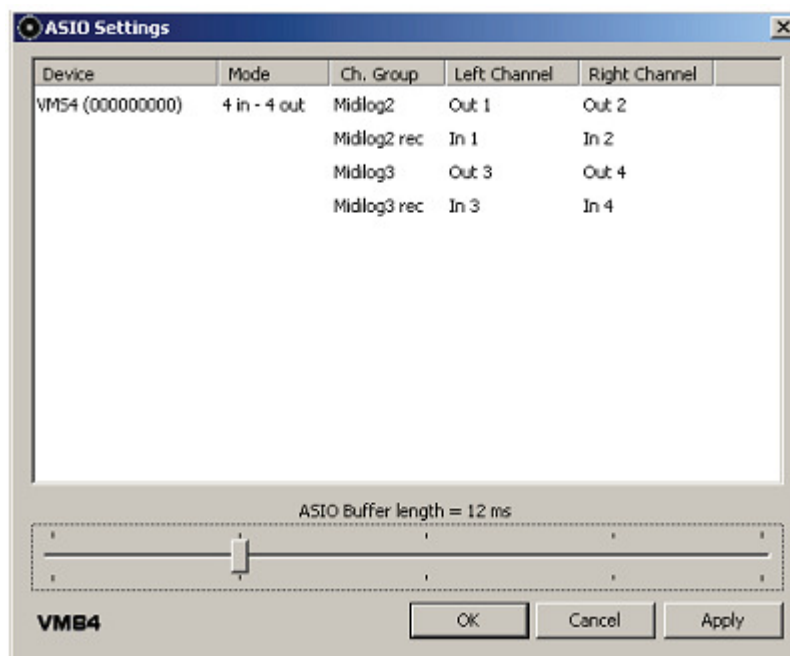 ASIO Settings
Device Mode Ch. Group Left Channel Right Channel
VMS4 (000000000) 4 in - 4 out Midilog2 Out 1 Out 2
Midilog2 rec In 1 In 2
Midilog3 Out 3 Out 4
Midilog3 rec In 3 In 4
ASIO Buffer length = 12 ms
VMS4 OK Cancel Apply